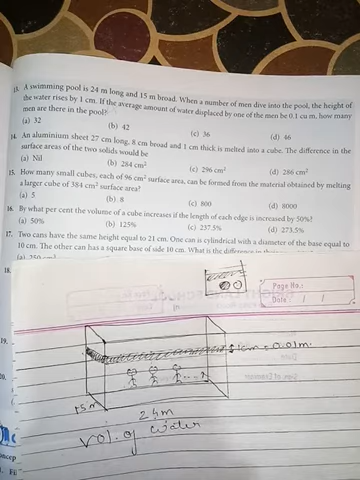 13. A swimming pool is 24 m long and 15 m broad. When a number of men dive into the pool, the height of
the water rises by 1 cm. If the average amount of water displaced by one of the men be 0.1 cu m, how many
men are there in the pool?
(a) 32 (b) 42 (c) 36 (d) 46
14. An aluminium sheet 27 cm long, 8 cm broad and 1 cm thick is melted into a cube. The difference in the
surface areas of the two solids would be
(a) Nil (b) 284 cm² (c) 296 cm² (d) 286 cm²
15. How many small cubes, each of 96 cm² surface area, can be formed from the material obtained by melting
a larger cube of 384 cm² surface area?
(a) 5 (b) 8 (c) 800 (d) 8000
16. By what per cent the volume of a cube increases if the length of each edge is increased by 50%?
(a) 50% (b) 125% (c) 237.5% (d) 273.5%
17. Two cans have the same height equal to 21 cm. One can is cylindrical with a diameter of the base equal to
10 cm. The other can has square base of side 10 cm. What is the difference in
(a) 250 cm³
18.
Page No.:
Date / /
19.
1cm = 0.01m.
20.
15m
24m
vol. of water